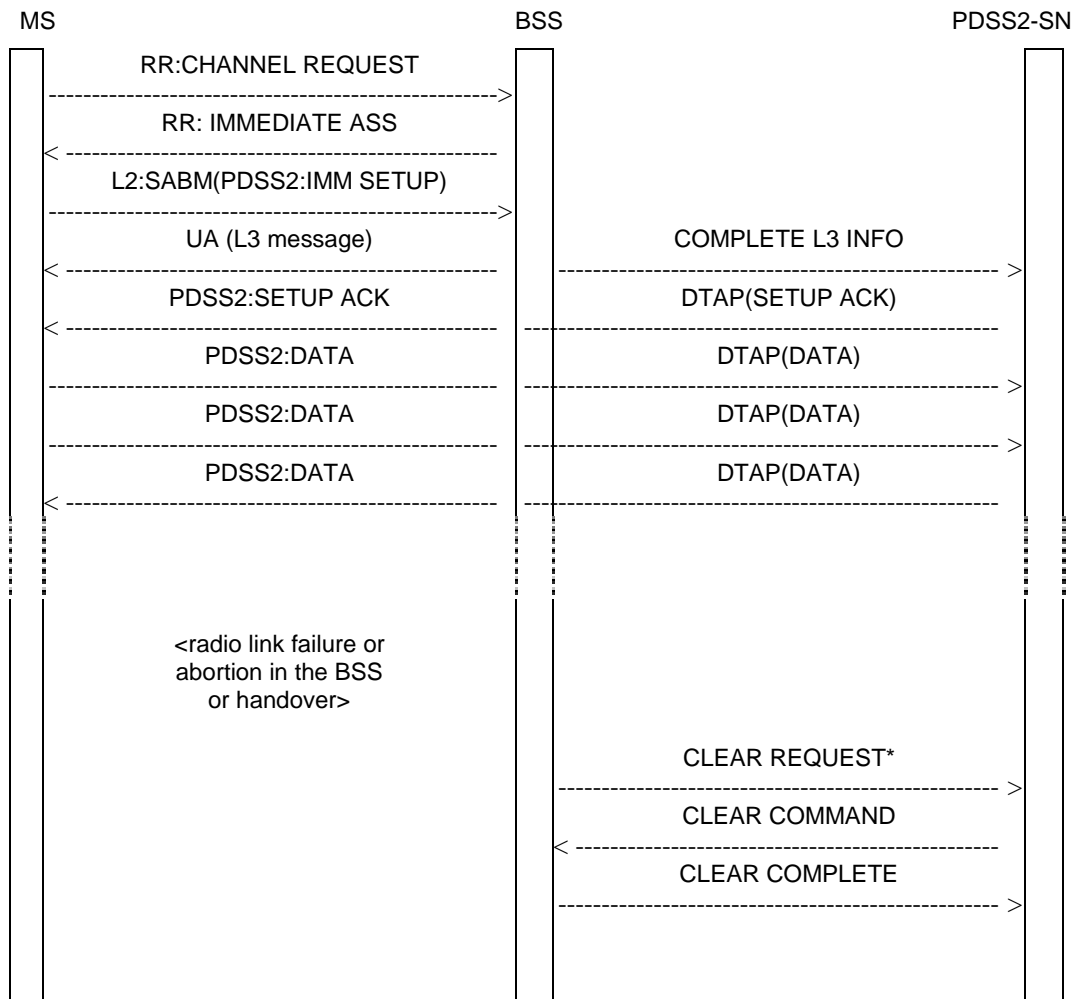 MS BSS PDSS2-SN
RR:CHANNEL REQUEST
RR: IMMEDIATE ASS
L2:SABM(PDSS2:IMM SETUP)
UA (L3 message) COMPLETE L3 INFO
PDSS2:SETUP ACK DTAP(SETUP ACK)
PDSS2:DATA DTAP(DATA)
PDSS2:DATA DTAP(DATA)
PDSS2:DATA DTAP(DATA)
<radio link failure or
abortion in the BSS
or handover>
CLEAR REQUEST*
CLEAR COMMAND
CLEAR COMPLETE